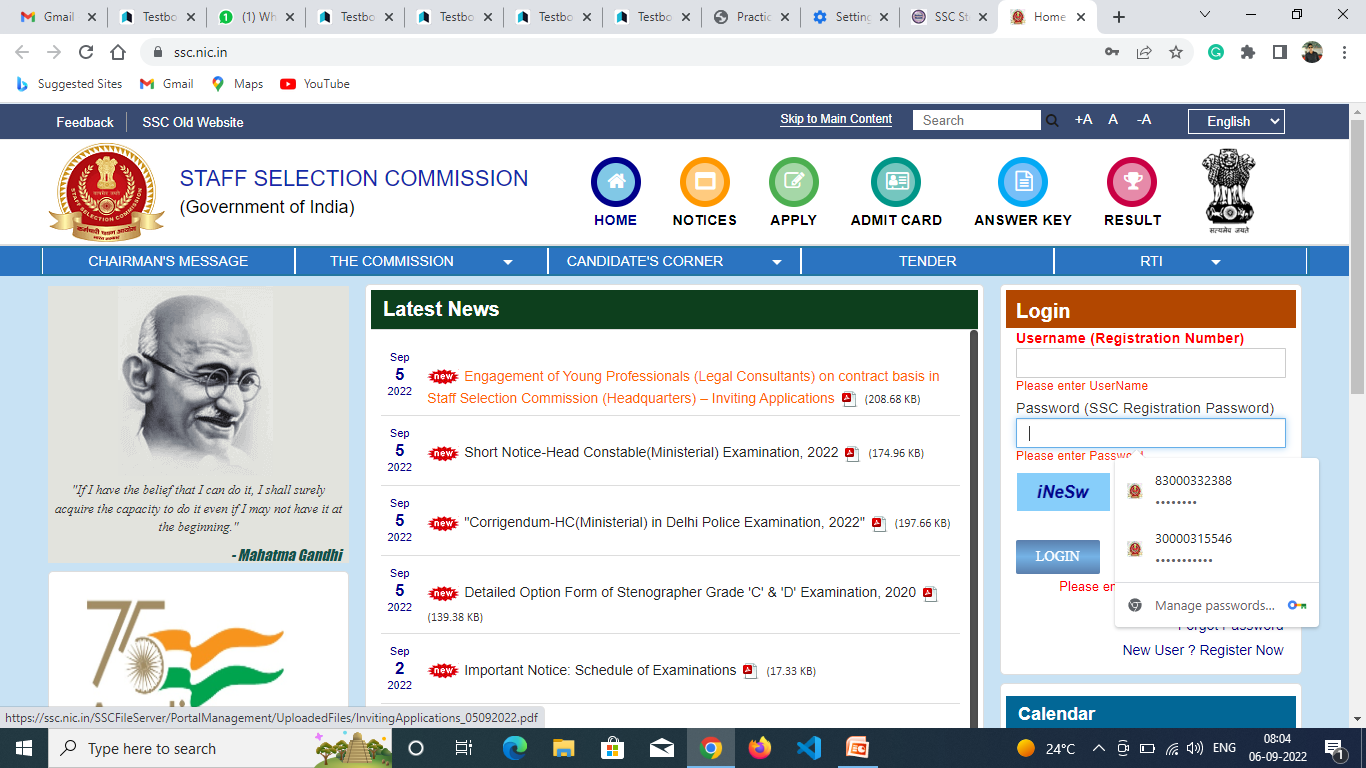 Gmail
Testbo
(1) Wh
Testbo
Testbo
Testbo
Testbo
Practic
Setting
SSC St
Home
ssc.nic.in
Suggested Sites
Gmail
Maps
YouTube
Feedback
SSC Old Website
Skip to Main Content
Search
+A
A
-A
English
STAFF SELECTION COMMISSION
(Government of India)
HOME
NOTICES
APPLY
ADMIT CARD
ANSWER KEY
RESULT
सत्यमेव जयते
CHAIRMAN'S MESSAGE
THE COMMISSION
CANDIDATE'S CORNER
TENDER
RTI
"If I have the belief that I can do it, I shall surely
acquire the capacity to do it even if I may not have it at
the beginning."
- Mahatma Gandhi
75
Latest News
Sep
5
2022
new Engagement of Young Professionals (Legal Consultants) on contract basis in
Staff Selection Commission (Headquarters) – Inviting Applications (208.68 KB)
Sep
5
2022
new Short Notice-Head Constable(Ministerial) Examination, 2022 (174.96 KB)
Sep
5
2022
new "Corrigendum-HC(Ministerial) in Delhi Police Examination, 2022" (197.66 KB)
Sep
5
2022
new Detailed Option Form of Stenographer Grade 'C' & 'D' Examination, 2020
(139.38 KB)
Sep
2
2022
new Important Notice: Schedule of Examinations (17.33 KB)
Login
Username (Registration Number)
Please enter UserName
Password (SSC Registration Password)
Please enter Password
iNeSw
83000332388
••••••••
30000315546
•••••••••••
LOGIN
Please en
Manage passwords...
Forgot Password
New User ? Register Now
Calendar
https://ssc.nic.in/SSCFileServer/PortalManagement/UploadedFiles/InvitingApplications_05092022.pdf
Type here to search
24°C
ENG
08:04
06-09-2022
1